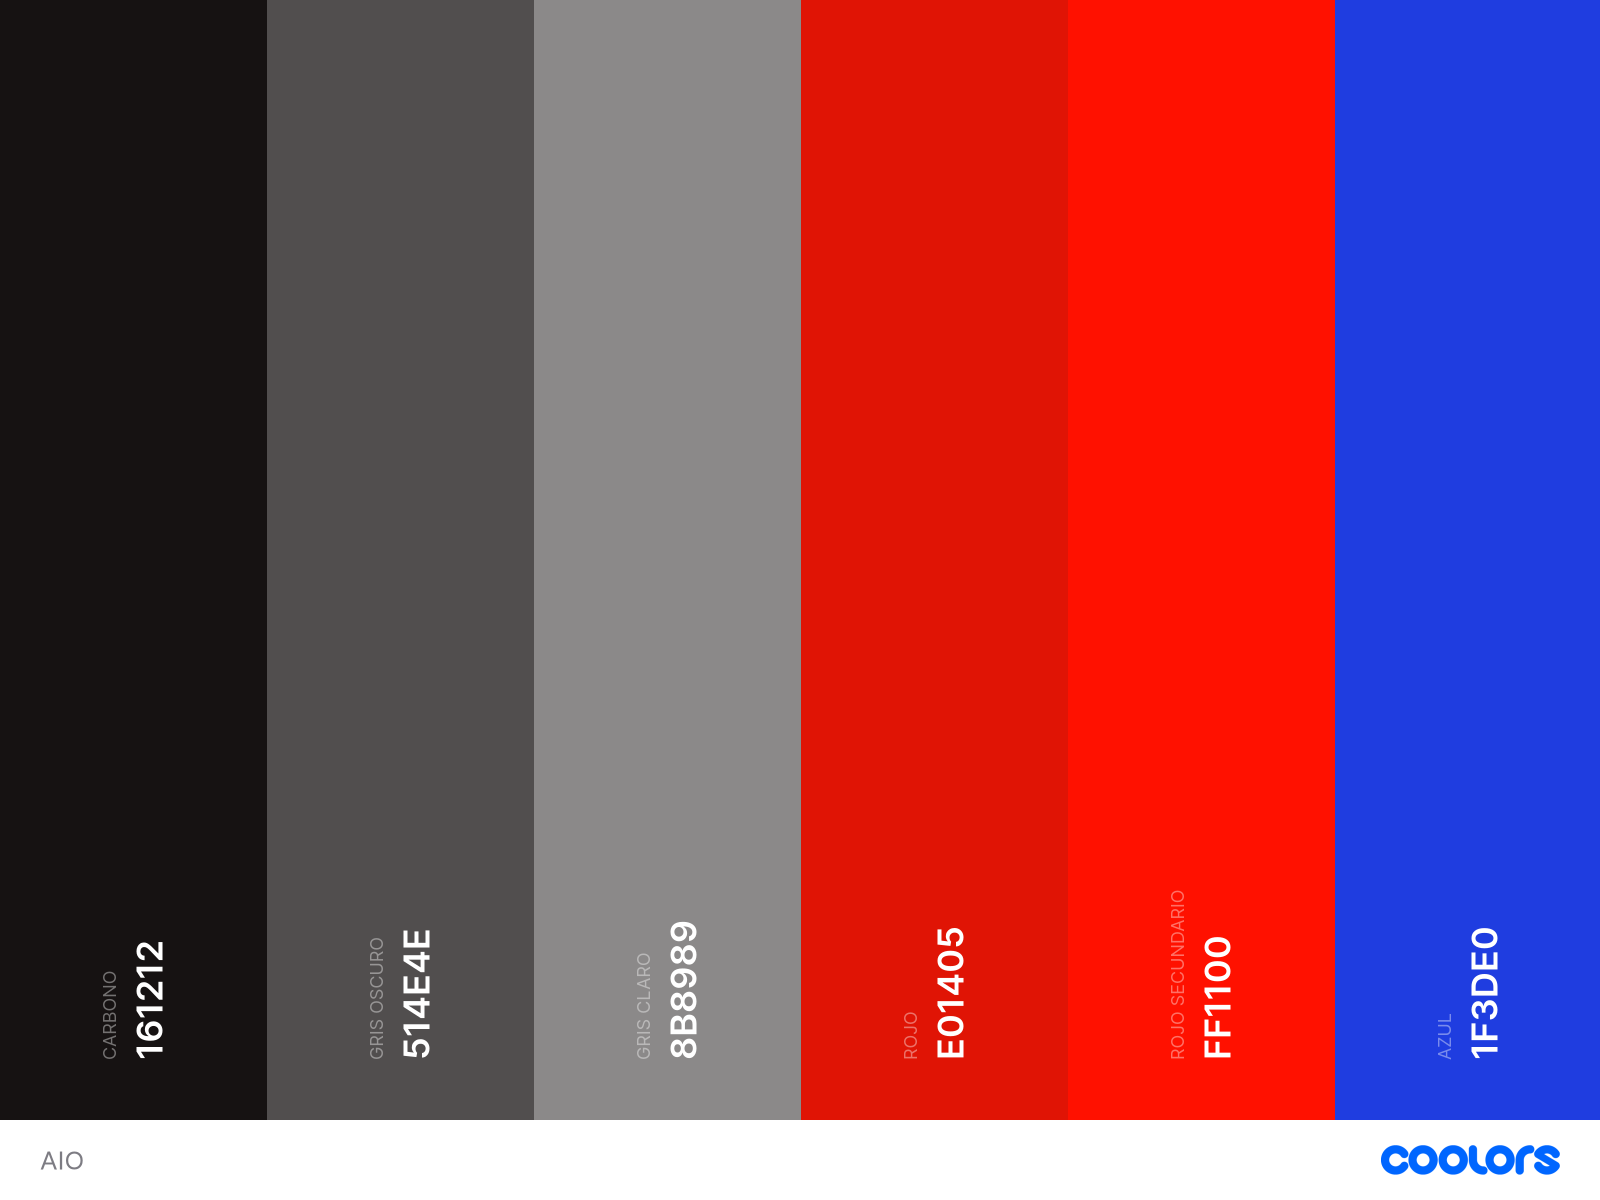 CARBONO
161212
GRIS OSCURO
514E4E
GRIS CLARO
8B8989
ROJO
E01405
ROJO SECUNDARIO
FF1100
AZUL
1F3DE0
AIO
coolors